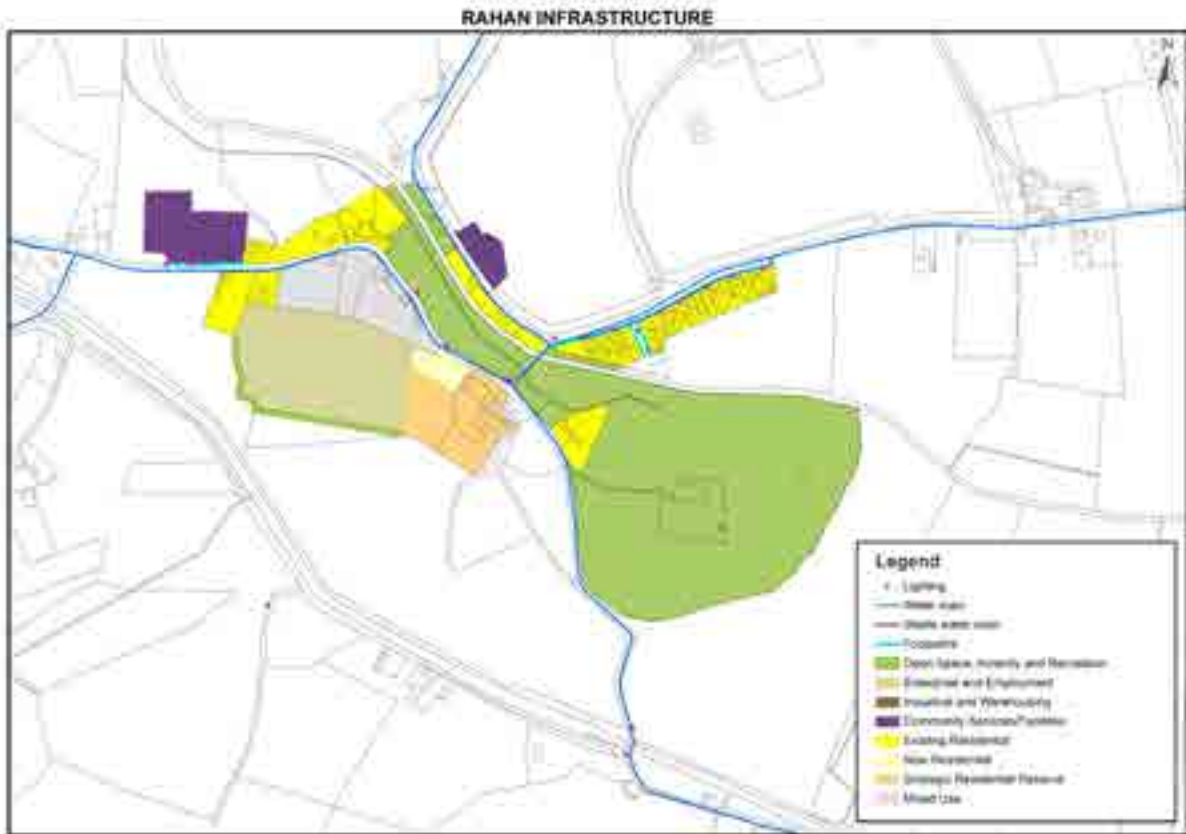 RAHAN INFRASTRUCTURE
N
Legend
Lighting
Water main
Waste water main
Footpaths
Open Space, Amenity and Recreation
Enterprise and Employment
Industrial and Warehousing
Community Services/Facilities
Existing Residential
New Residential
Strategic Residential Reserve
Mixed Use